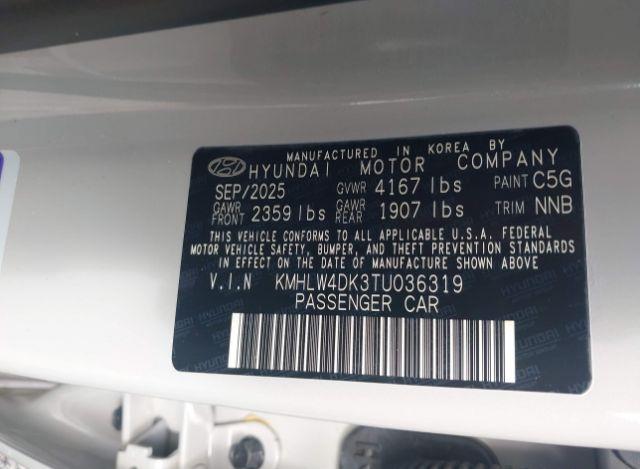 MANUFACTURED IN KOREA BY
HYUNDAI MOTOR COMPANY
SEP/2025 GVWR 4167 lbs PAINT C5G
GAWR FRONT 2359 lbs GAWR REAR 1907 lbs TRIM NNB
THIS VEHICLE CONFORMS TO ALL APPLICABLE U.S.A. FEDERAL
MOTOR VEHICLE SAFETY, BUMPER, AND THEFT PREVENTION STANDARDS
IN EFFECT ON THE DATE OF MANUFACTURE SHOWN ABOVE
V.I.N KMHLW4DK3TU036319
PASSENGER CAR